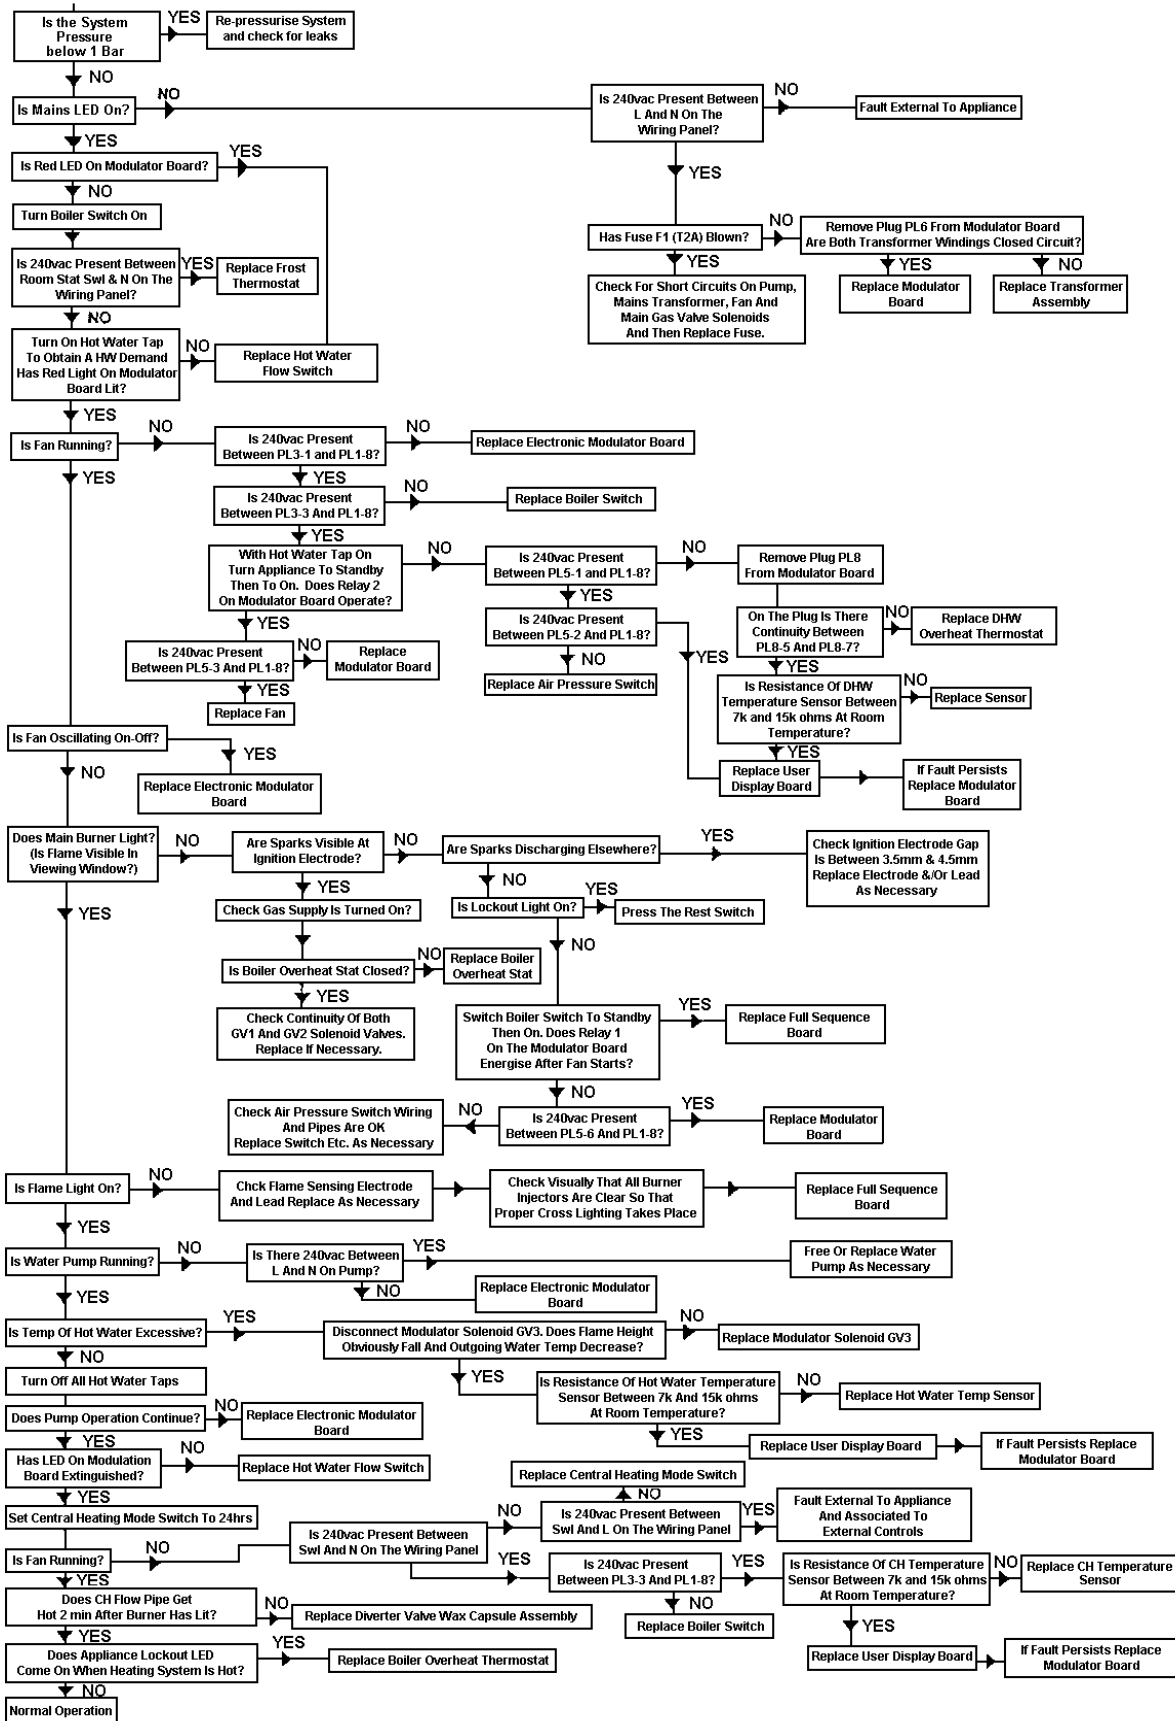 Is the System
Pressure
below 1 Bar
YES
Re-pressurise System
and check for leaks
NO
Is Mains LED On?
NO
Is 240vac Present Between
L And N On The
Wiring Panel?
NO
Fault External To Appliance
YES
YES
Is Red LED On Modulator Board?
YES
NO
Turn Boiler Switch On
Has Fuse F1 (T2A) Blown?
NO
Remove Plug PL6 From Modulator Board
Are Both Transformer Windings Closed Circuit?
YES
YES
NO
Is 240vac Present Between
Room Stat Swl & N On The
Wiring Panel?
YES
Replace Frost
Thermostat
Check For Short Circuits On Pump,
Mains Transformer, Fan And
Main Gas Valve Solenoids
And Then Replace Fuse.
Replace Modulator
Board
Replace Transformer
Assembly
NO
Turn On Hot Water Tap
To Obtain A HW Demand
Has Red Light On Modulator
Board Lit?
NO
Replace Hot Water
Flow Switch
YES
Is Fan Running?
NO
Is 240vac Present
Between PL3-1 and PL1-8?
NO
Replace Electronic Modulator Board
YES
YES
Is 240vac Present
Between PL3-3 And PL1-8?
NO
Replace Boiler Switch
YES
With Hot Water Tap On
Turn Appliance To Standby
Then To On. Does Relay 2
On Modulator Board Operate?
NO
Is 240vac Present
Between PL5-1 and PL1-8?
NO
Remove Plug PL8
From Modulator Board
YES
YES
Is 240vac Present
Between PL5-2 And PL1-8?
YES
On The Plug Is There
Continuity Between
PL8-5 And PL8-7?
NO
Replace DHW
Overheat Thermostat
Is 240vac Present
Between PL5-3 And PL1-8?
NO
Replace
Modulator Board
NO
Replace Air Pressure Switch
YES
YES
Replace Fan
Is Resistance Of DHW
Temperature Sensor Between
7k and 15k ohms At Room
Temperature?
NO
Replace Sensor
Is Fan Oscillating On-Off?
YES
YES
NO
Replace Electronic Modulator
Board
Replace User
Display Board
If Fault Persists
Replace Modulator
Board
Does Main Burner Light?
(Is Flame Visible In
Viewing Window?)
NO
Are Sparks Visible At
Ignition Electrode?
NO
Are Sparks Discharging Elsewhere?
YES
Check Ignition Electrode Gap
Is Between 3.5mm & 4.5mm
Replace Electrode &/Or Lead
As Necessary
YES
YES
NO
Check Gas Supply Is Turned On?
Is Lockout Light On?
YES
Press The Rest Switch
NO
Is Boiler Overheat Stat Closed?
NO
Replace Boiler
Overheat Stat
YES
Check Continuity Of Both
GV1 And GV2 Solenoid Valves.
Replace If Necessary.
Switch Boiler Switch To Standby
Then On. Does Relay 1
On The Modulator Board
Energise After Fan Starts?
YES
Replace Full Sequence
Board
NO
Check Air Pressure Switch Wiring
And Pipes Are OK
Replace Switch Etc. As Necessary
NO
Is 240vac Present
Between PL5-6 And PL1-8?
YES
Replace Modulator
Board
Is Flame Light On?
NO
Chck Flame Sensing Electrode
And Lead Replace As Necessary
Check Visually That All Burner
Injectors Are Clear So That
Proper Cross Lighting Takes Place
Replace Full Sequence
Board
YES
Is Water Pump Running?
NO
Is There 240vac Between
L And N On Pump?
YES
Free Or Replace Water
Pump As Necessary
YES
NO
Replace Electronic Modulator
Board
Is Temp Of Hot Water Excessive?
YES
Disconnect Modulator Solenoid GV3. Does Flame Height
Obviously Fall And Outgoing Water Temp Decrease?
NO
Replace Modulator Solenoid GV3
NO
YES
Turn Off All Hot Water Taps
Is Resistance Of Hot Water Temperature
Sensor Between 7k And 15k ohms
At Room Temperature?
NO
Replace Hot Water Temp Sensor
Does Pump Operation Continue?
NO
Replace Electronic Modulator
Board
YES
YES
Replace User Display Board
If Fault Persists Replace
Modulator Board
Has LED On Modulation
Board Extinguished?
NO
Replace Hot Water Flow Switch
Replace Central Heating Mode Switch
YES
NO
Set Central Heating Mode Switch To 24hrs
NO
Is 240vac Present Between
Swl And L On The Wiring Panel
YES
Fault External To Appliance
And Associated To
External Controls
Is Fan Running?
NO
Is 240vac Present Between
Swl And N On The Wiring Panel
YES
Is 240vac Present
Between PL3-3 And PL1-8?
YES
Is Resistance Of CH Temperature
Sensor Between 7k and 15k ohms
At Room Temperature?
NO
Replace CH Temperature
Sensor
YES
Does CH Flow Pipe Get
Hot 2 min After Burner Has Lit?
NO
Replace Diverter Valve Wax Capsule Assembly
NO
Replace Boiler Switch
YES
YES
Replace User Display Board
If Fault Persists Replace
Modulator Board
Does Appliance Lockout LED
Come On When Heating System Is Hot?
YES
Replace Boiler Overheat Thermostat
NO
Normal Operation